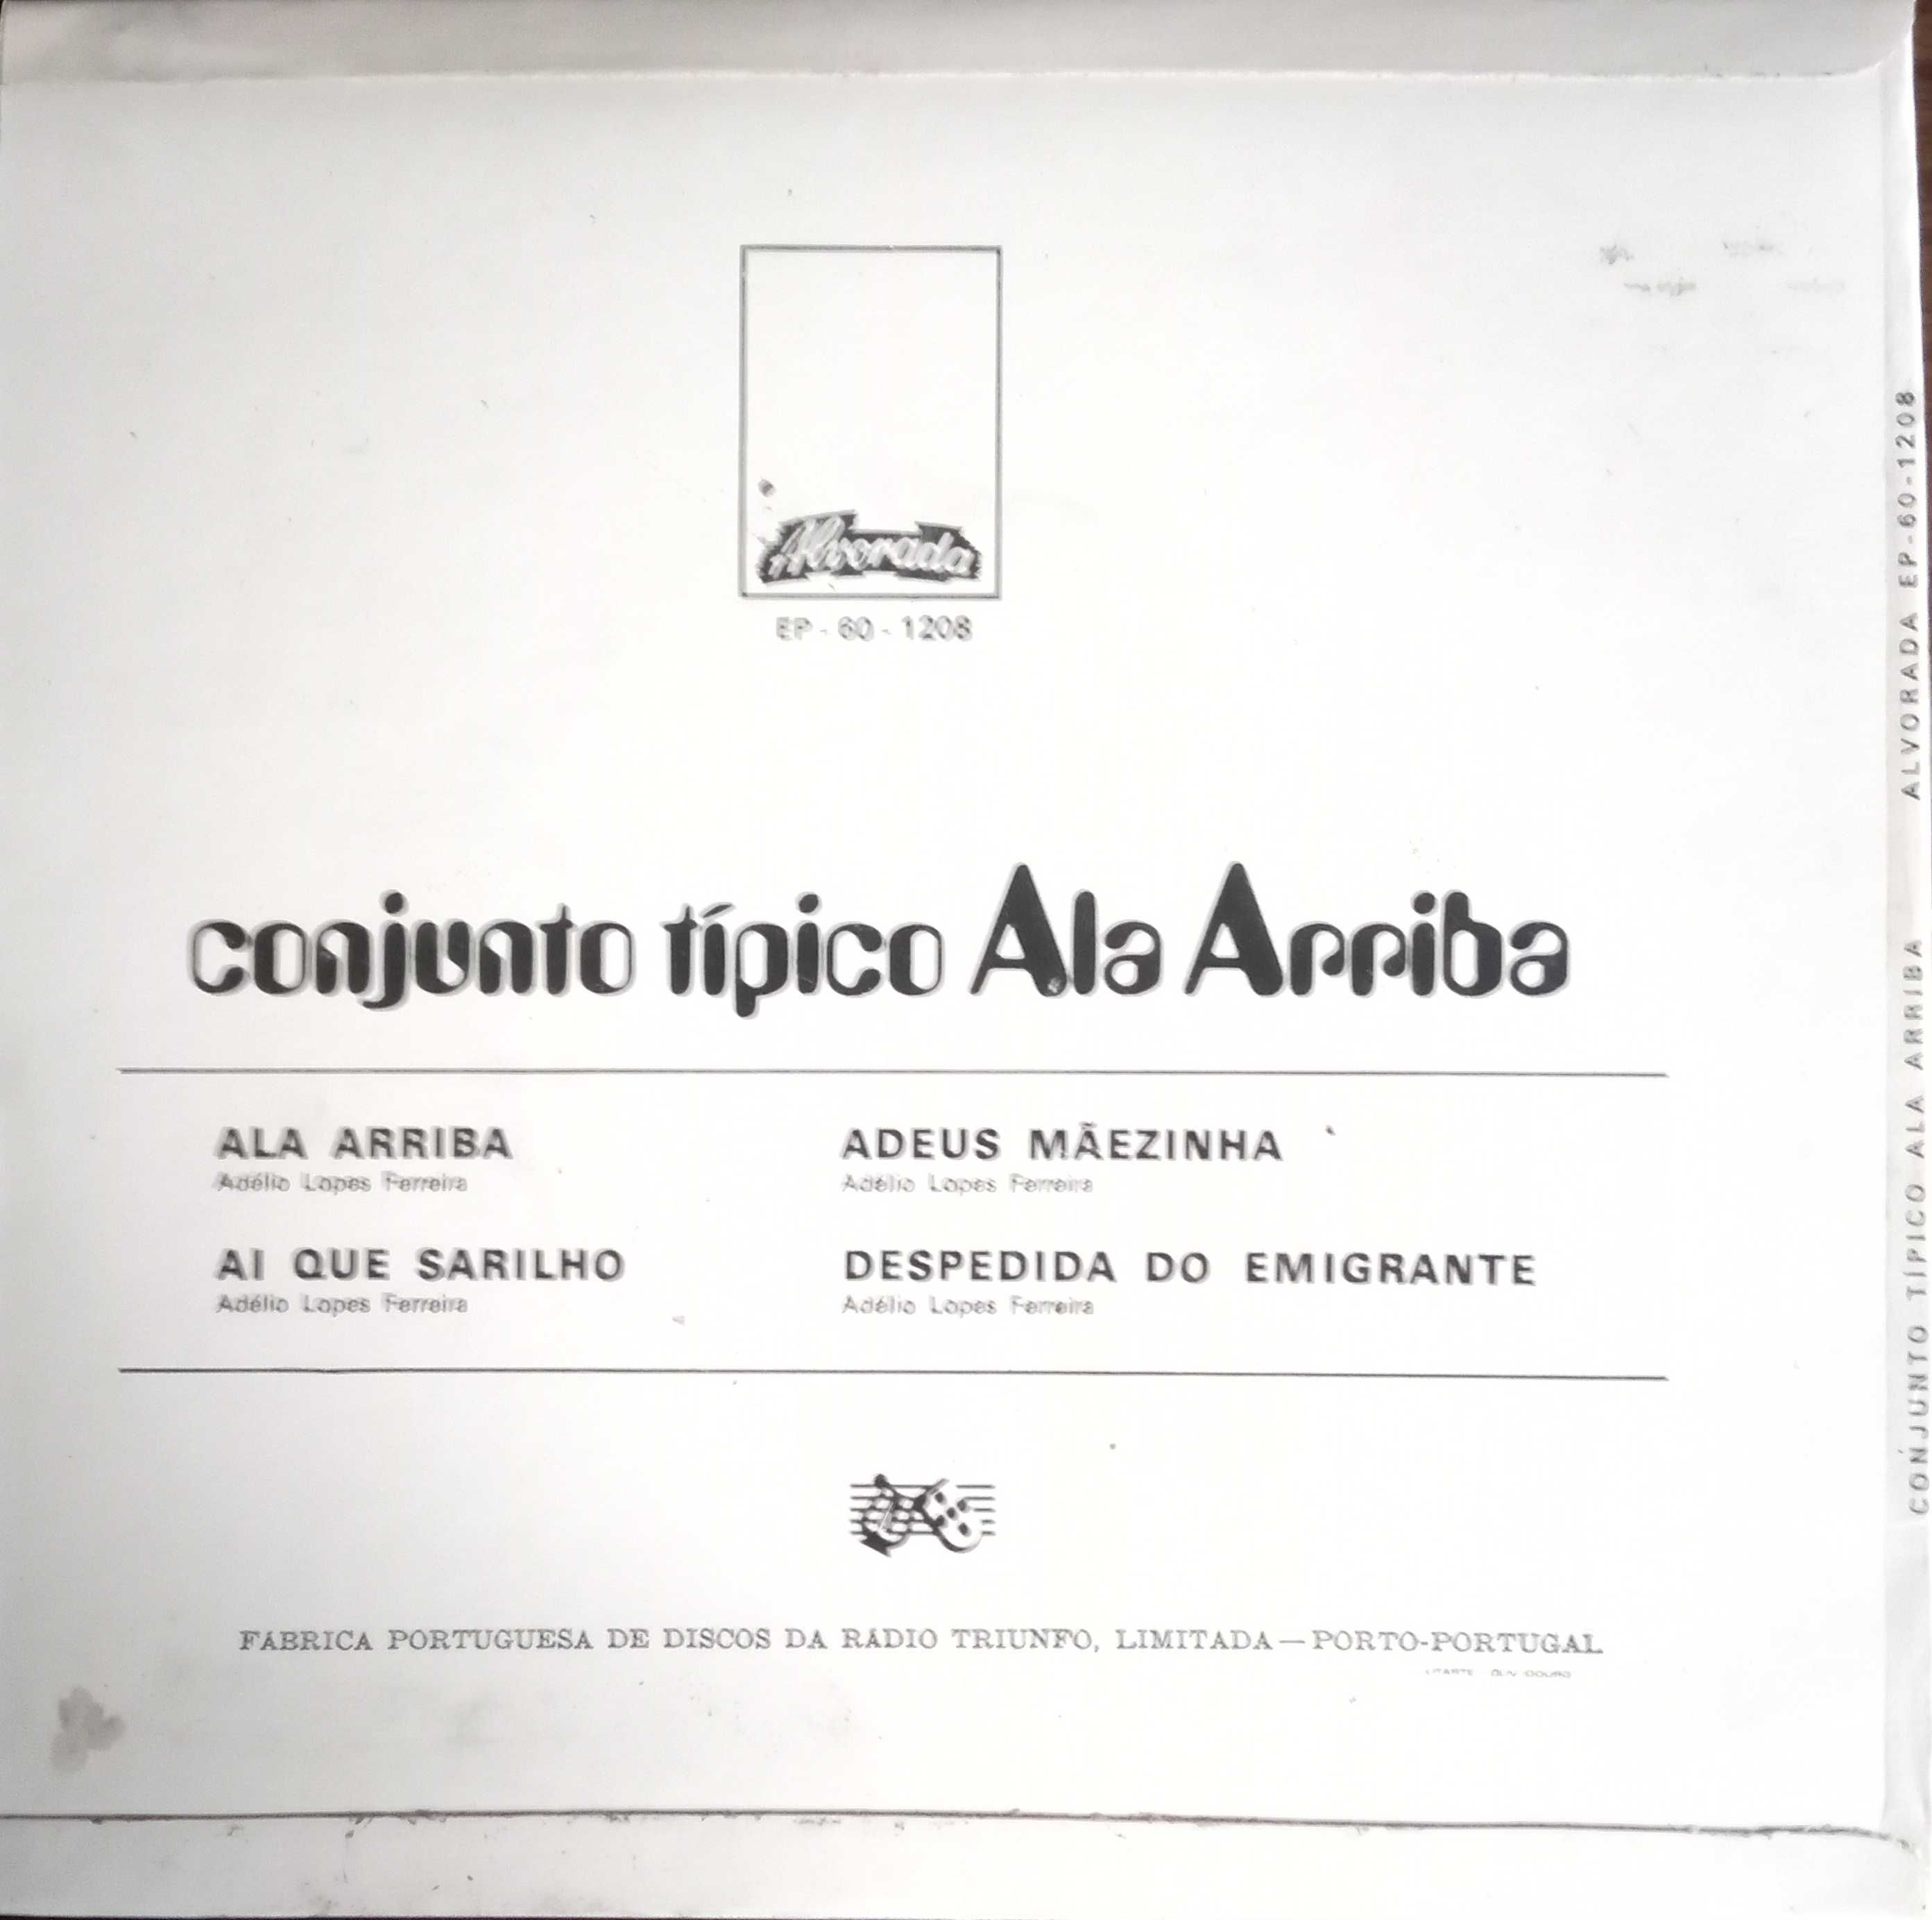 Alvorada
EP - 60 - 1208
conjunto típico Ala Arriba
ALA ARRIBA
Adélio Lopes Ferreira
AI QUE SARILHO
Adélio Lopes Ferreira
ADEUS MÃEZINHA
Adélio Lopes Ferreira
DESPEDIDA DO EMIGRANTE
Adélio Lopes Ferreira
FÁBRICA PORTUGUESA DE DISCOS DA RÁDIO TRIUNFO, LIMITADA — PORTO-PORTUGAL
CONJUNTO TÍPICO ALA ARRIBA ALVORADA EP-60-1208